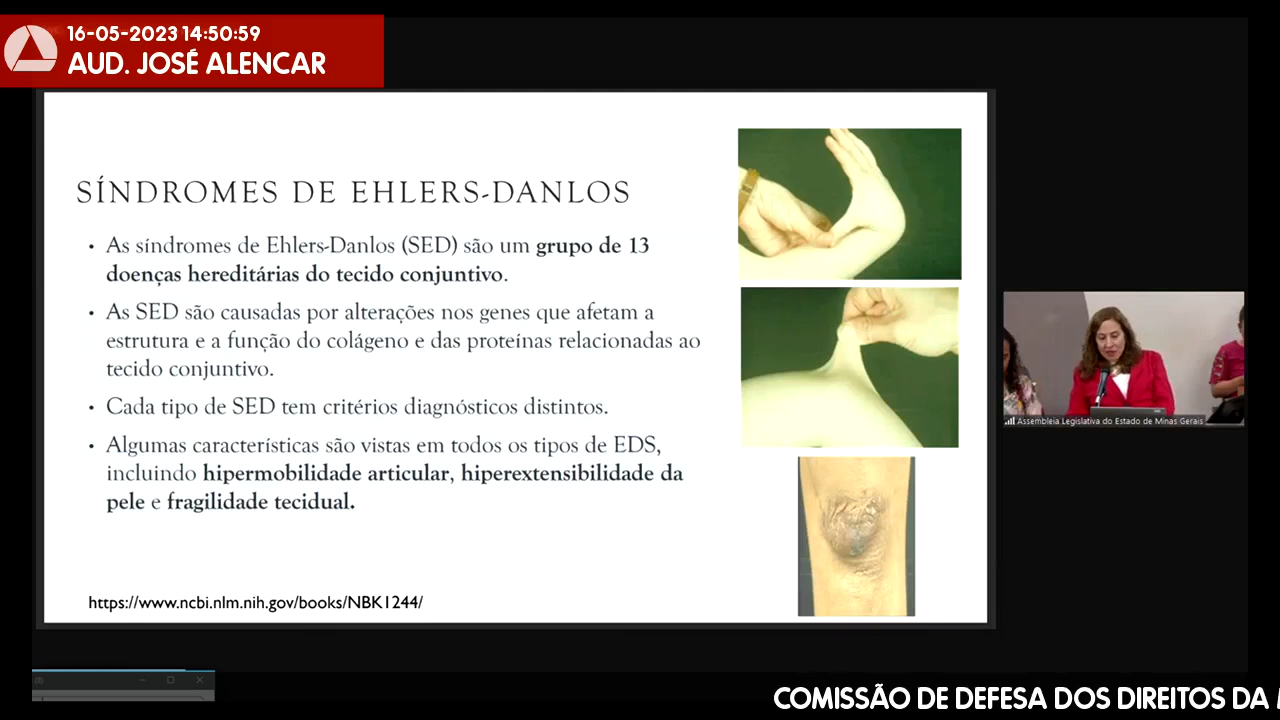 16-05-2023 14:50:59
AUD. JOSÉ ALENCAR
SÍNDROMES DE EHLERS-DANLOS
• As síndromes de Ehlers-Danlos (SED) são um grupo de 13
doenças hereditárias do tecido conjuntivo.
• As SED são causadas por alterações nos genes que afetam a
estrutura e a função do colágeno e das proteínas relacionadas ao
tecido conjuntivo.
• Cada tipo de SED tem critérios diagnósticos distintos.
• Algumas características são vistas em todos os tipos de EDS,
incluindo hipermobilidade articular, hiperextensibilidade da
pele e fragilidade tecidual.
https://www.ncbi.nlm.nih.gov/books/NBK1244/
Assembleia Legislativa do Estado de Minas Gerais
COMISSÃO DE DEFESA DOS DIREITOS DA